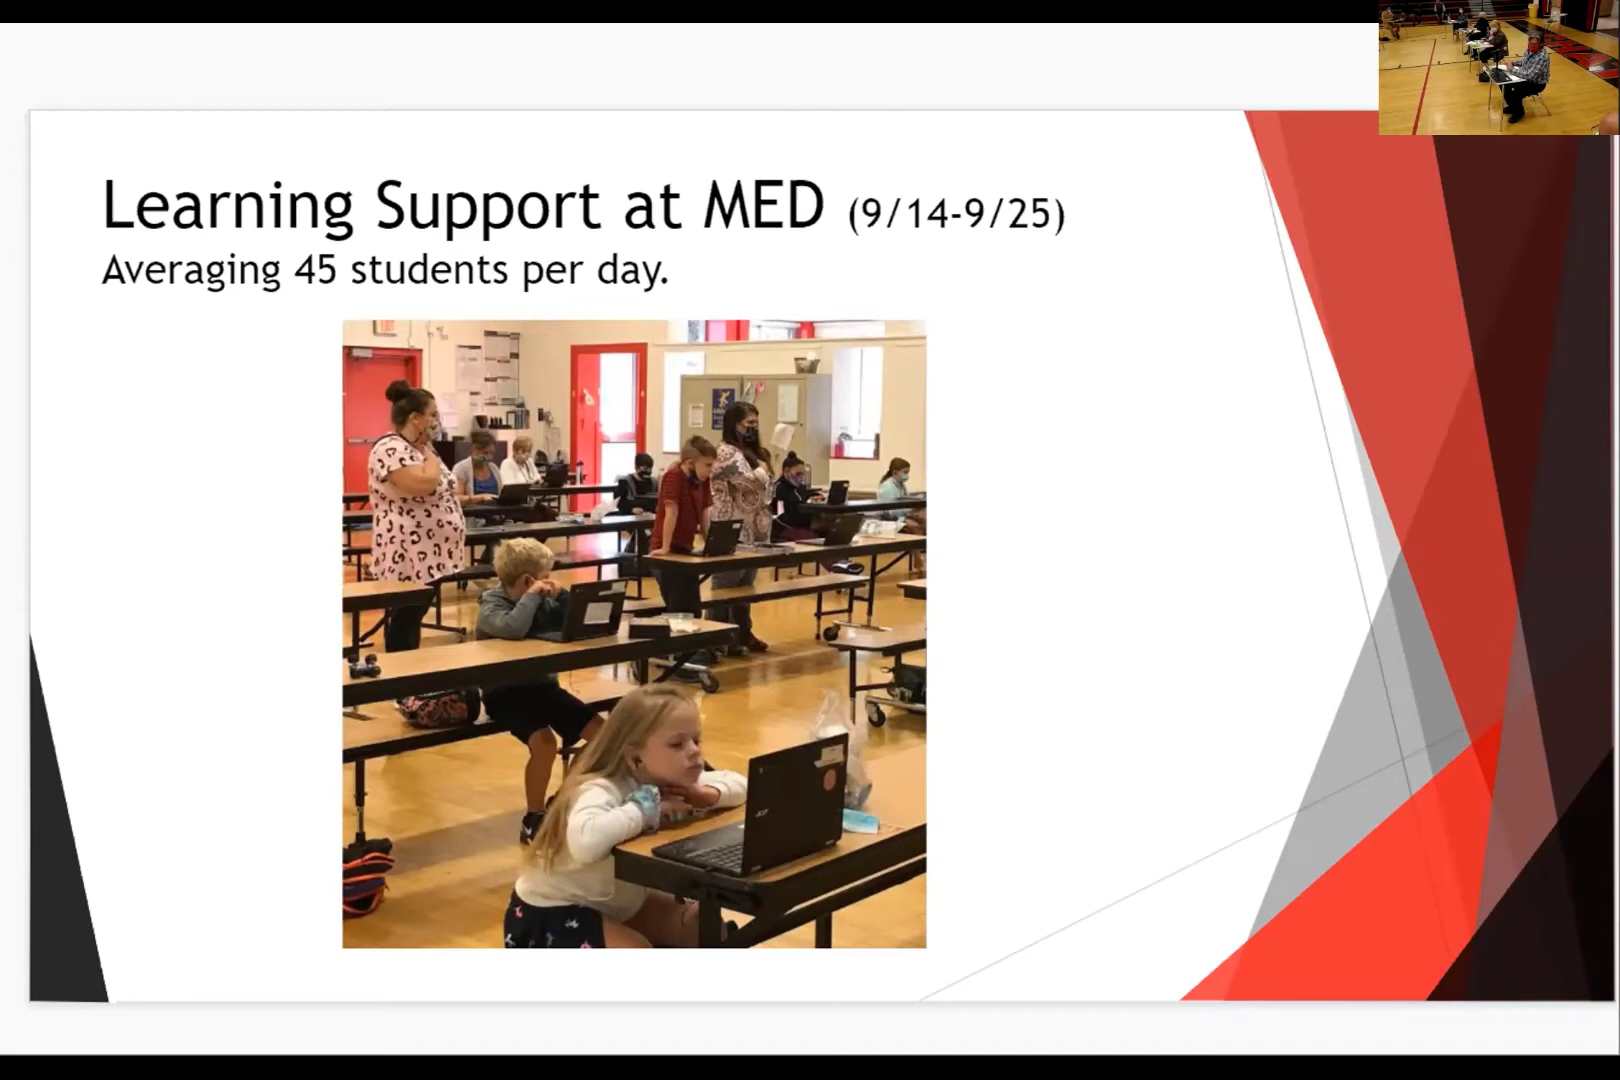 Learning Support at MED (9/14-9/25)
Averaging 45 students per day.